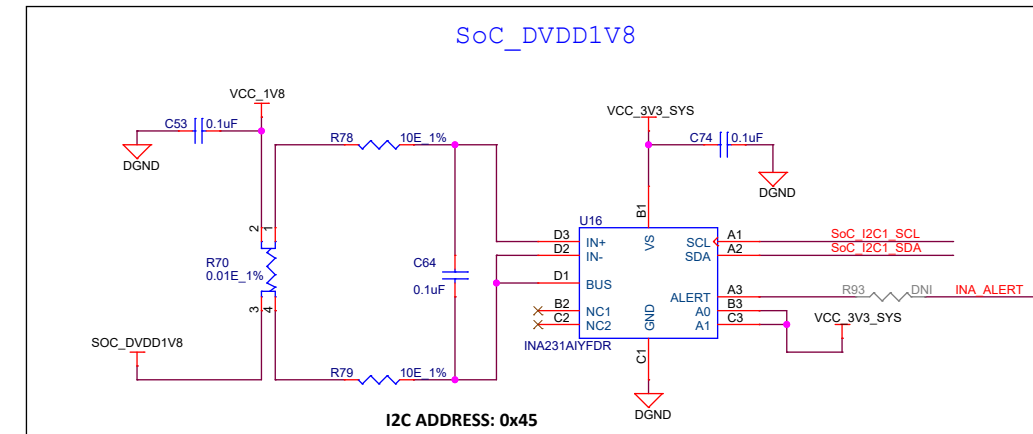 SoC_DVDD1V8
VCC_1V8
VCC_3V3_SYS
C53 0.1uF
DGND
R78 10E_1%
C74 0.1uF
DGND
2 1
R70
0.01E_1%
3 4
C64
0.1uF
B1
U16
D3 IN+
D2 IN-
D1 BUS
B2 NC1
C2 NC2
VS
GND
SCL A1 SoC_I2C1_SCL
SDA A2 SoC_I2C1_SDA
ALERT A3 R93 DNI INA_ALERT
A0 B3
A1 C3
VCC_3V3_SYS
INA231AIYFDR
C1
SOC_DVDD1V8
R79 10E_1%
DGND
I2C ADDRESS: 0x45